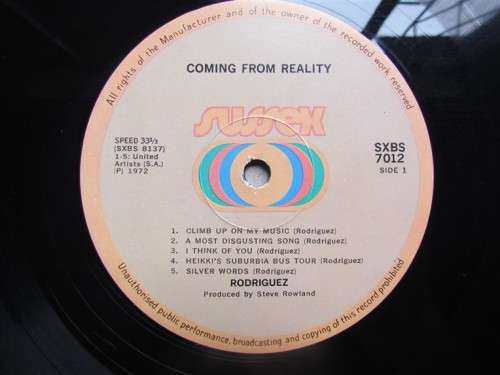 All rights of the Manufacturer and of the owner of the recorded work reserved
COMING FROM REALITY
sussex
SPEED 33⅓
(SXBS 8137)
1-5: United
Artists (S.A.)
(P) 1972
SXBS
7012
SIDE 1
1. CLIMB UP ON MY MUSIC (Rodriguez)
2. A MOST DISGUSTING SONG (Rodriguez)
3. I THINK OF YOU (Rodriguez)
4. HEIKKI'S SUBURBIA BUS TOUR (Rodriguez)
5. SILVER WORDS (Rodriguez)
RODRIGUEZ
Produced by Steve Rowland
Unauthorised public performance, broadcasting and copying of this record prohibited